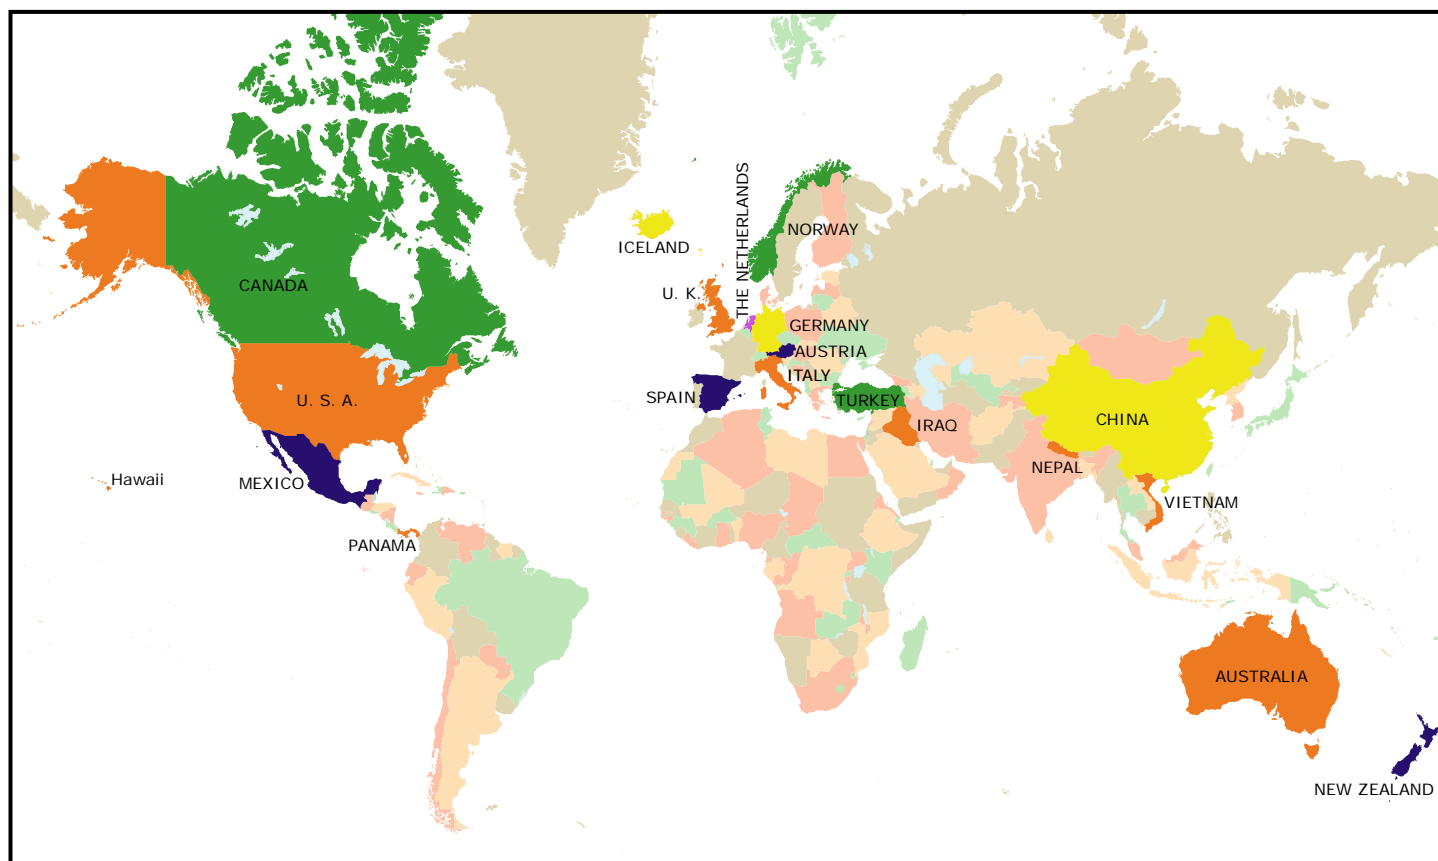 THE NETHERLANDS
NORWAY
ICELAND
CANADA
U. K.
GERMANY
AUSTRIA
ITALY
SPAIN
U. S. A.
TURKEY
CHINA
IRAQ
NEPAL
Hawaii
MEXICO
VIETNAM
PANAMA
AUSTRALIA
NEW ZEALAND